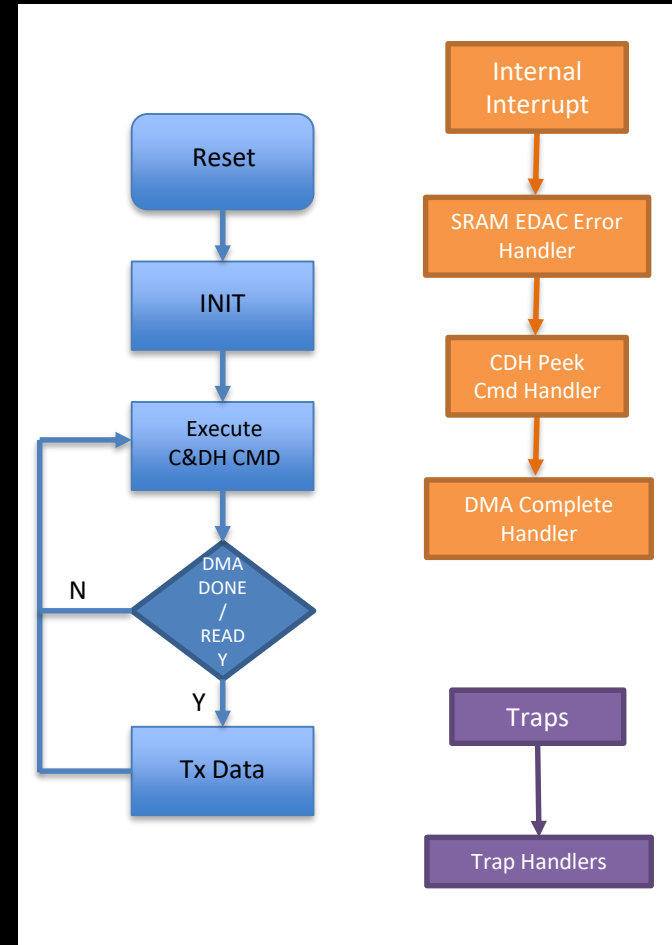 Reset
INIT
Execute
C&DH CMD
DMA
DONE
/
READ
Y
N
Y
Tx Data
Internal
Interrupt
SRAM EDAC Error
Handler
CDH Peek
Cmd Handler
DMA Complete
Handler
Traps
Trap Handlers